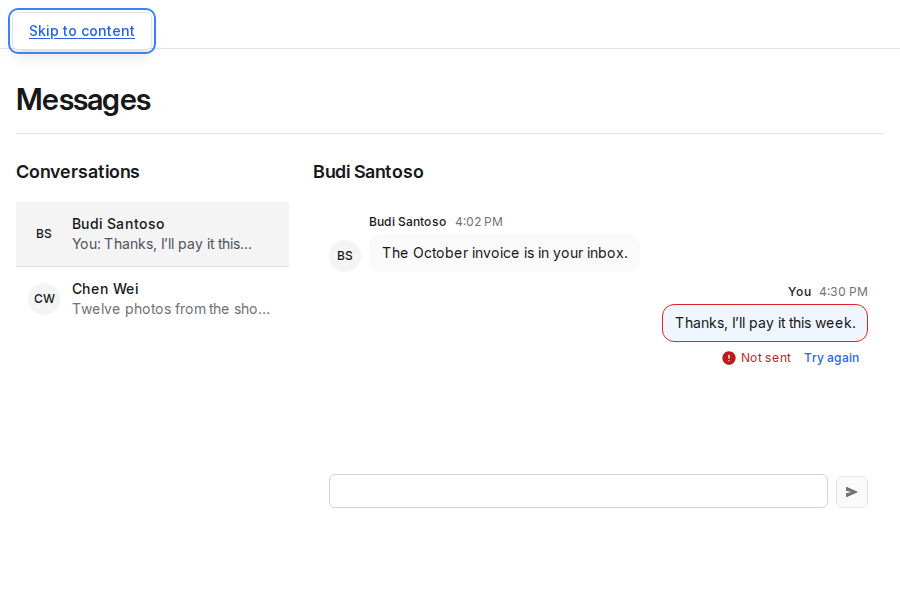 Skip to content
Messages
Conversations
BS
Budi Santoso
You: Thanks, I’ll pay it this…
CW
Chen Wei
Twelve photos from the sho…
Budi Santoso
Budi Santoso 4:02 PM
BS
The October invoice is in your inbox.
You 4:30 PM
Thanks, I’ll pay it this week.
Not sent Try again